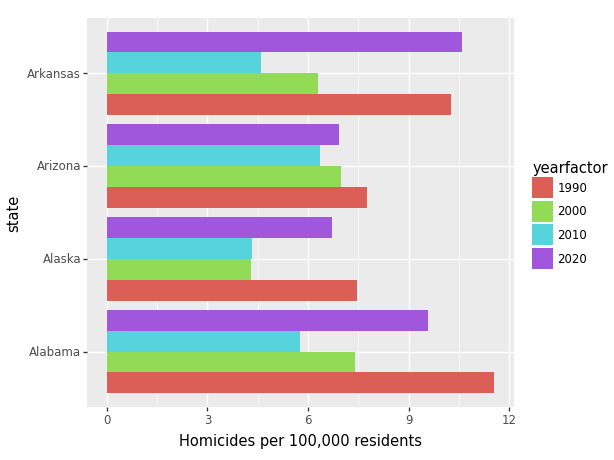 Arkansas
Arizona
Alaska
Alabama
state
0 3 6 9 12
Homicides per 100,000 residents
yearfactor
1990
2000
2010
2020